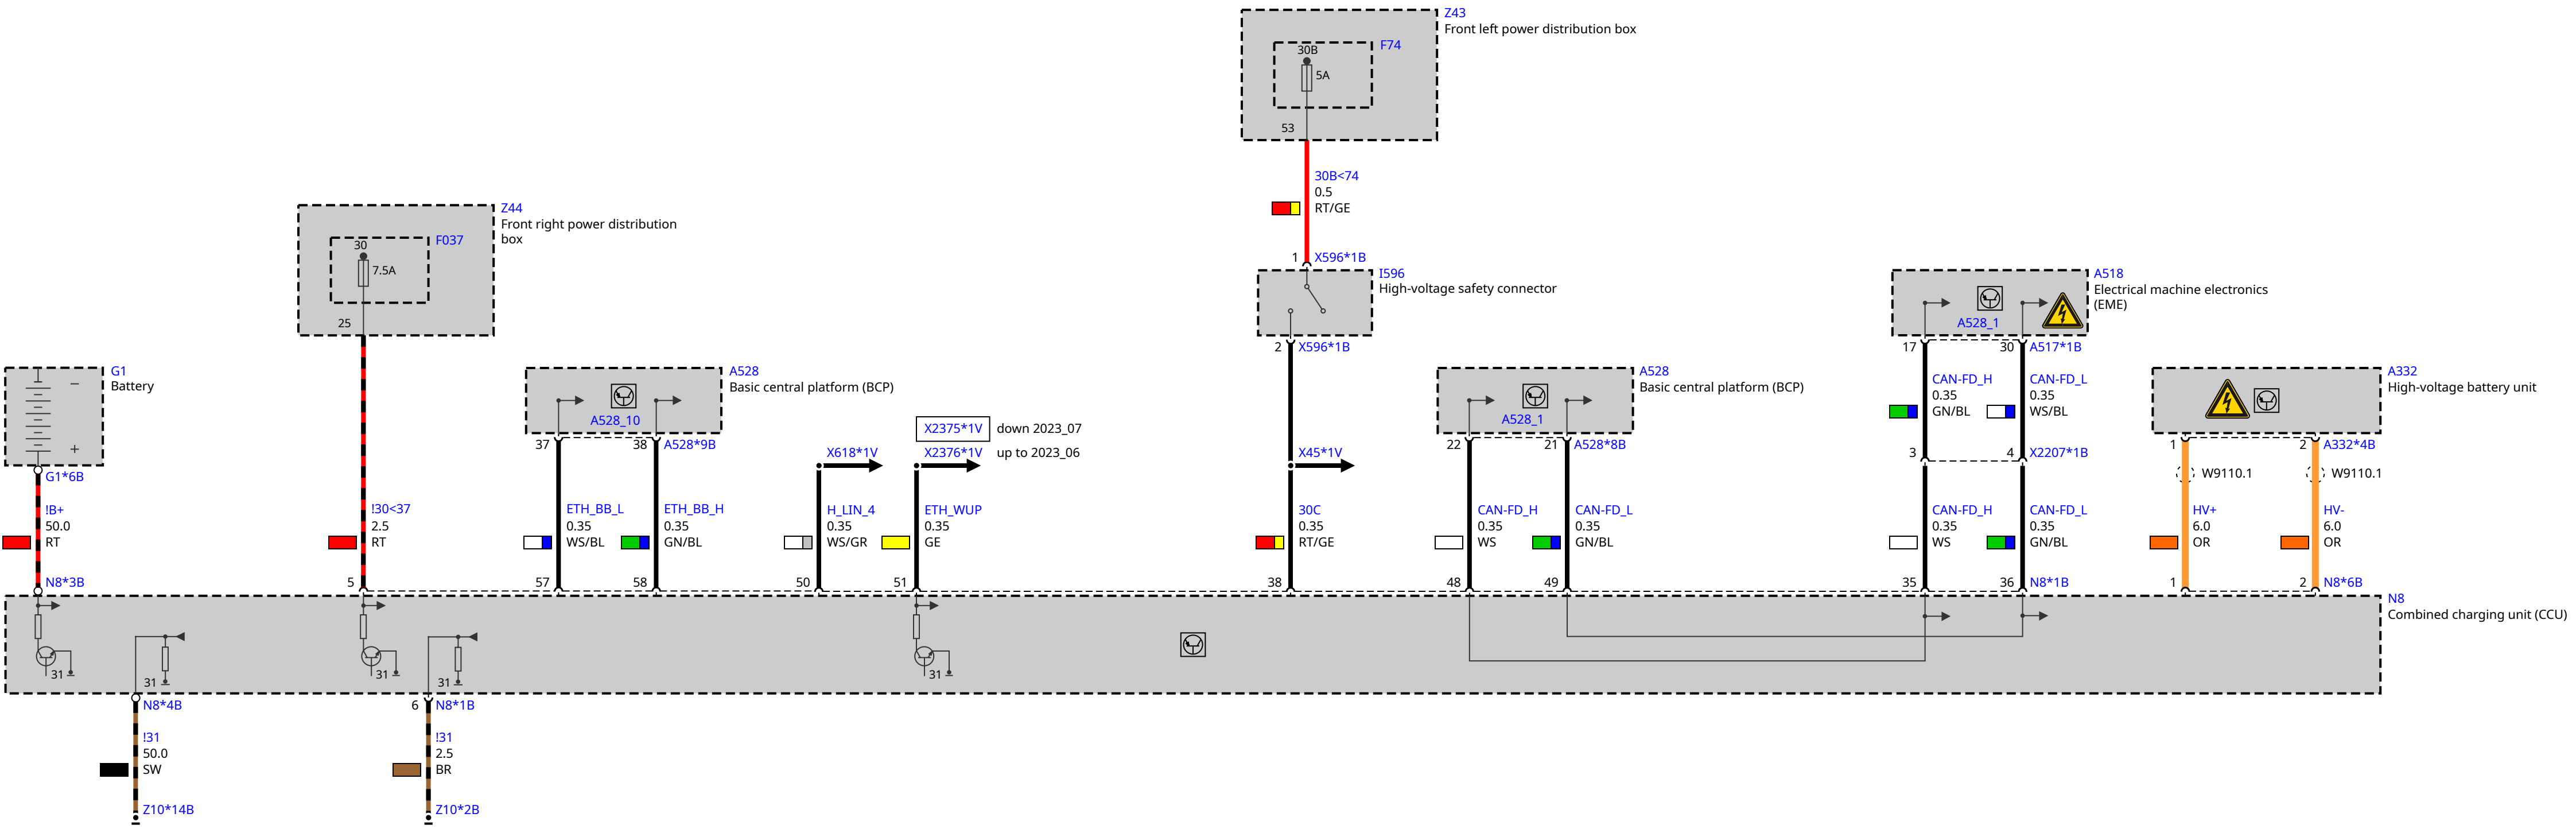 Z43
Front left power distribution box
30B
F74
5A
53
30B<74
0.5
RT/GE
1
X596*1B
I596
High-voltage safety connector
2
X596*1B
X45*1V
30C
0.35
RT/GE
38
Z44
Front right power distribution
box
30
F037
7.5A
25
!30<37
2.5
RT
5
G1
Battery
−
+
G1*6B
!B+
50.0
RT
N8*3B
A528
Basic central platform (BCP)
A528_10
37
38
A528*9B
ETH_BB_L
0.35
WS/BL
57
ETH_BB_H
0.35
GN/BL
58
X618*1V
H_LIN_4
0.35
WS/GR
50
X2375*1V
down 2023_07
X2376*1V
up to 2023_06
ETH_WUP
0.35
GE
51
A528
Basic central platform (BCP)
A528_1
22
21
A528*8B
CAN-FD_H
0.35
WS
48
CAN-FD_L
0.35
GN/BL
49
A518
Electrical machine electronics
(EME)
A528_1
17
30
A517*1B
CAN-FD_H
0.35
GN/BL
CAN-FD_L
0.35
WS/BL
3
4
X2207*1B
CAN-FD_H
0.35
WS
35
CAN-FD_L
0.35
GN/BL
36
N8*1B
A332
High-voltage battery unit
1
2
A332*4B
W9110.1
W9110.1
HV+
6.0
OR
1
HV-
6.0
OR
2
N8*6B
N8
Combined charging unit (CCU)
31
31
31
31
31
N8*4B
!31
50.0
SW
Z10*14B
6
N8*1B
!31
2.5
BR
Z10*2B